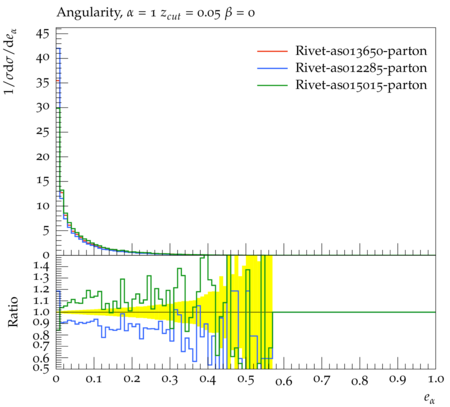 Angularity, α = 1 z_cut = 0.05 β = 0
1/σdσ/de_α
45
40
35
30
25
20
15
10
5
0
Rivet-as013650-parton
Rivet-as012285-parton
Rivet-as015015-parton
Ratio
1.4
1.3
1.2
1.1
1.0
0.9
0.8
0.7
0.6
0.5
0 0.1 0.2 0.3 0.4 0.5 0.6 0.7 0.8 0.9 1.0
e_α